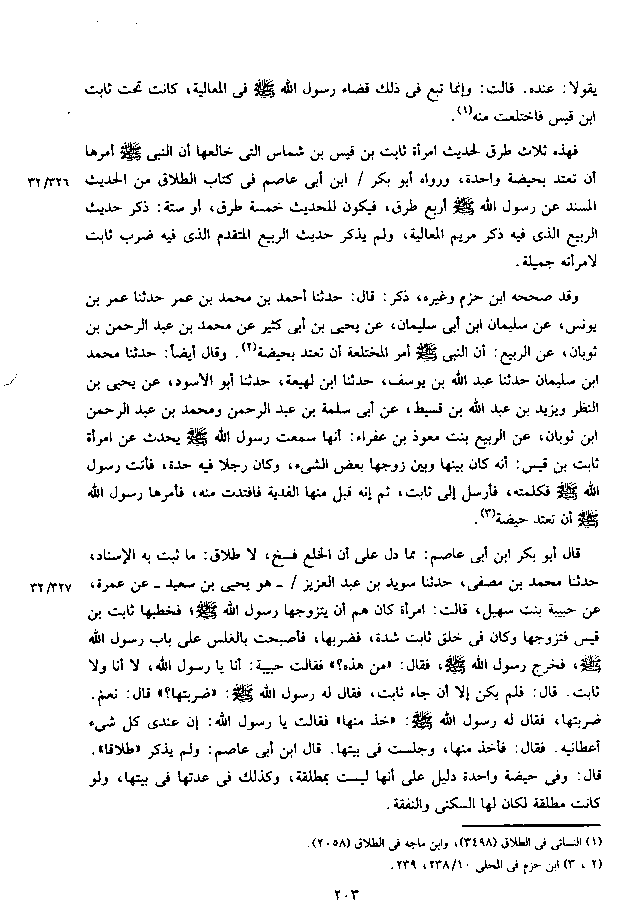 يقولا: عنده. قالت: وإنما تبع فى ذلك قضاء رسول الله ﷺ فى المغالية، كانت تحت ثابت
ابن قيس فاختلعت منه(١).
فهذه ثلاث طرق لحديث امرأة ثابت بن قيس بن شماس التى خالعها أن النبى ﷺ أمرها
أن تعتد بحيضة واحدة، ورواه أبو بكر / ابن أبى عاصم فى كتاب الطلاق من الحديث
٣٢/٣٢٦
المسند عن رسول الله ﷺ أربع طرق، فيكون للحديث خمسة طرق، أو ستة: ذكر حديث
الربيع الذى فيه ذكر مريم المغالية، ولم يذكر حديث الربيع المتقدم الذى فيه ضرب ثابت
لامرأته جميلة.
وقد صححه ابن حزم وغيره، ذكر: قال: حدثنا أحمد بن محمد بن عمر حدثنا عمر بن
يونس، عن سليمان ابن أبى سليمان، عن يحيى بن أبى كثير عن محمد بن عبد الرحمن بن
ثوبان، عن الربيع: أن النبى ﷺ أمر المختلعة أن تعتد بحيضة(٢). وقال أيضاً: حدثنا محمد
ابن سليمان حدثنا عبد الله بن يوسف، حدثنا ابن لهيعة، حدثنا أبو الأسود، عن يحيى بن
النظر ويزيد بن عبد الله بن قسيط، عن أبى سلمة بن عبد الرحمن ومحمد بن عبد الرحمن
ابن ثوبان، عن الربيع بنت معوذ بن عفراء: أنها سمعت رسول الله ﷺ يحدث عن امرأة
ثابت بن قيس: أنه كان بينها وبين زوجها بعض الشىء، وكان رجلا فيه حدة، فأتت رسول
الله ﷺ فكلمته، فأرسل إلى ثابت، ثم إنه قبل منها الفدية فافتدت منه، فأمرها رسول الله
ﷺ أن تعتد حيضة(٣).
قال أبو بكر ابن أبى عاصم: مما دل على أن الخلع فسخ، لا طلاق: ما ثبت به الإسناد،
حدثنا محمد بن مصفى، حدثنا سويد بن عبد العزيز / ـ هو يحيى بن سعيد ـ عن عمرة،
٣٢/٣٢٧
عن حبيبة بنت سهيل، قالت: امرأة كان هم أن يتزوجها رسول الله ﷺ؛ فخطبها ثابت بن
قيس فتزوجها وكان فى خلق ثابت شدة، فضربها، فأصبحت بالغلس على باب رسول الله
ﷺ، فخرج رسول الله ﷺ، فقال: «من هذه؟» فقالت حبيبة: أنا يا رسول الله، لا أنا ولا
ثابت. قال: فلم يكن إلا أن جاء ثابت، فقال له رسول الله ﷺ: «ضربتها؟» قال: نعم.
ضربتها، فقال له رسول الله ﷺ: «خذ منها» فقالت يا رسول الله: إن عندى كل شىء
أعطانيه. فقال: فأخذ منها، وجلست فى بيتها. قال ابن أبى عاصم: ولم يذكر «طلاقا».
قال: وفى حيضة واحدة دليل على أنها ليست بمطلقة، وكذلك فى عدتها فى بيتها، ولو
كانت مطلقة لكان لها السكنى والنفقة.
(١) النسائى فى الطلاق (٣٤٩٨)، وابن ماجه فى الطلاق (٢٠٥٨).
(٢ ، ٣) ابن حزم فى المحلى ٢٣٨/١٠، ٢٣٩.
٢٠٣